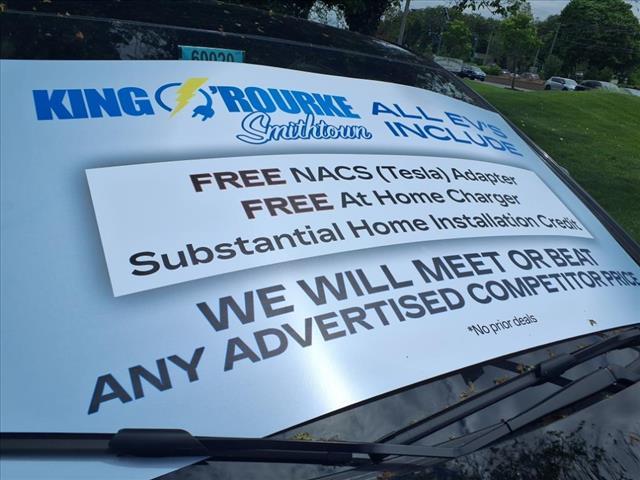 60020
KING O'ROURKE
Smithtown
ALL EV'S
INCLUDE
FREE NACS (Tesla) Adapter
FREE At Home Charger
Substantial Home Installation Credit
WE WILL MEET OR BEAT
ANY ADVERTISED COMPETITOR PRICE
*No prior deals